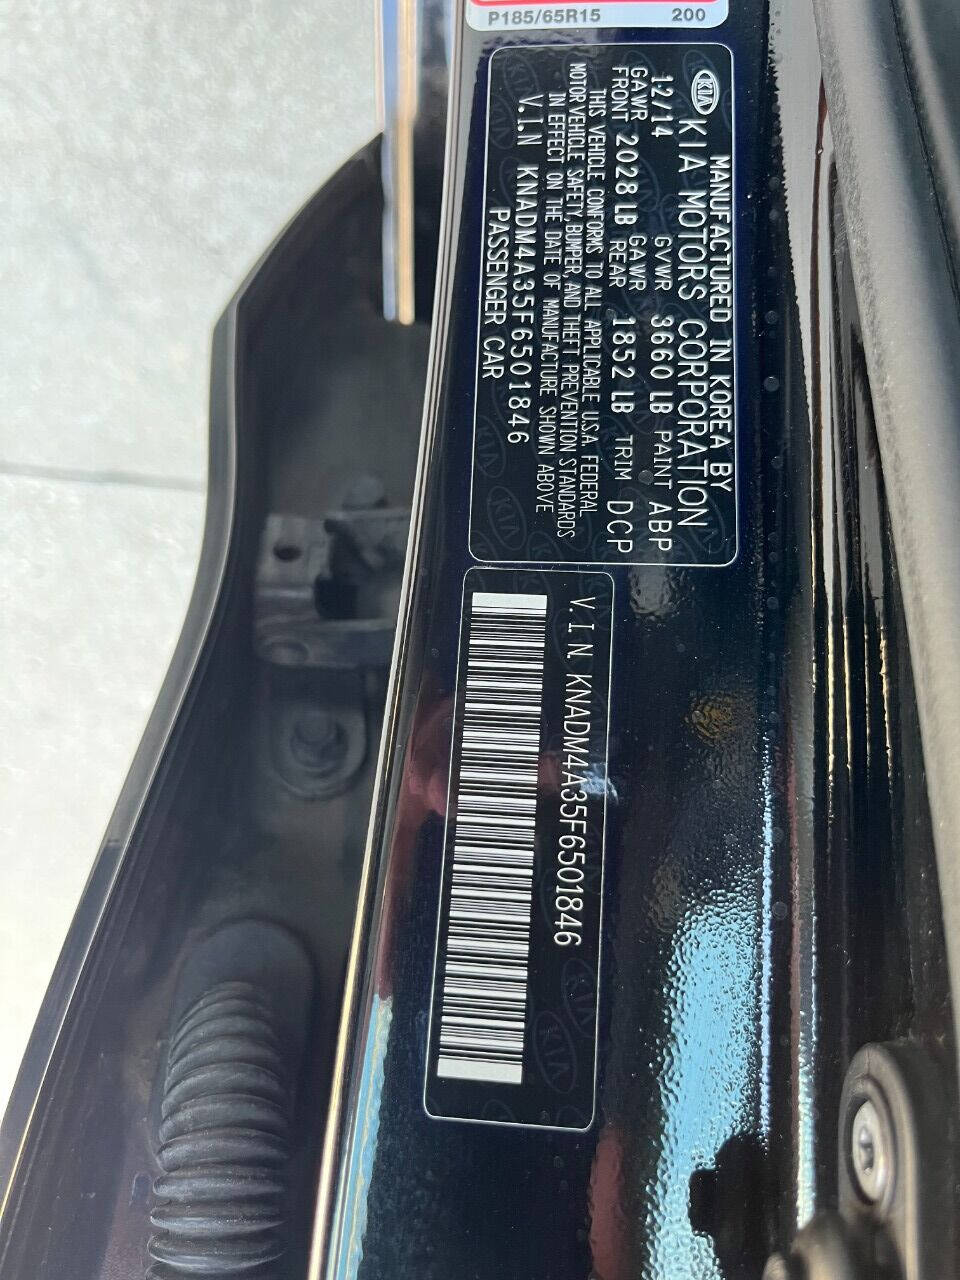 P185/65R15 200
MANUFACTURED IN KOREA BY
KIA KIA MOTORS CORPORATION
12/14 GVWR 3660 LB PAINT ABP
GAWR FRONT 2028 LB GAWR REAR 1852 LB TRIM DCP
THIS VEHICLE CONFORMS TO ALL APPLICABLE U.S.A. FEDERAL
MOTOR VEHICLE SAFETY, BUMPER, AND THEFT PREVENTION STANDARDS
IN EFFECT ON THE DATE OF MANUFACTURE SHOWN ABOVE
V.I.N KNADM4A35F6501846
PASSENGER CAR
V.I.N. KNADM4A35F6501846